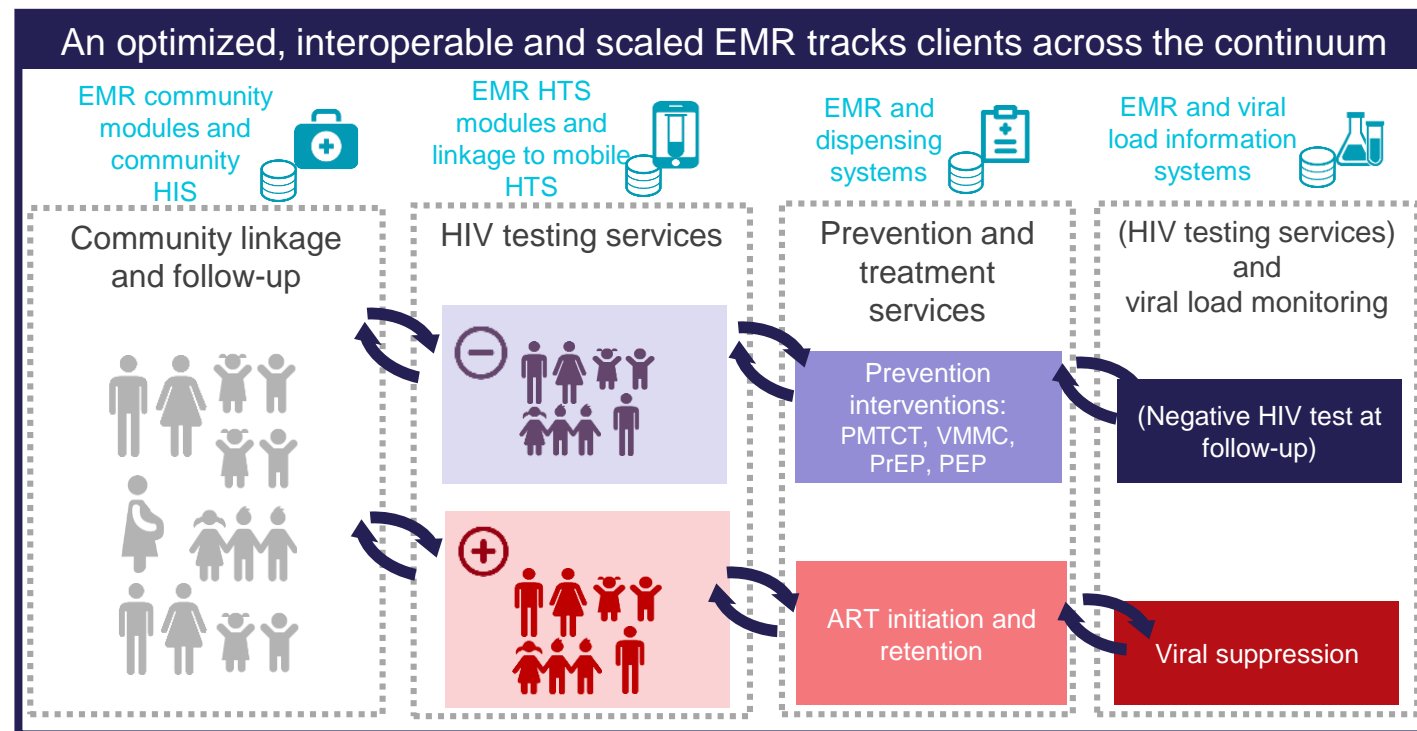 An optimized, interoperable and scaled EMR tracks clients across the continuum
EMR community
modules and
community
HIS
EMR HTS
modules and
linkage to mobile
HTS
EMR and
dispensing
systems
EMR and viral
load information
systems
Community linkage
and follow-up
HIV testing services
Prevention and
treatment
services
(HIV testing services)
and
viral load monitoring
Prevention
interventions:
PMTCT, VMMC,
PrEP, PEP
(Negative HIV test at
follow-up)
ART initiation and
retention
Viral suppression